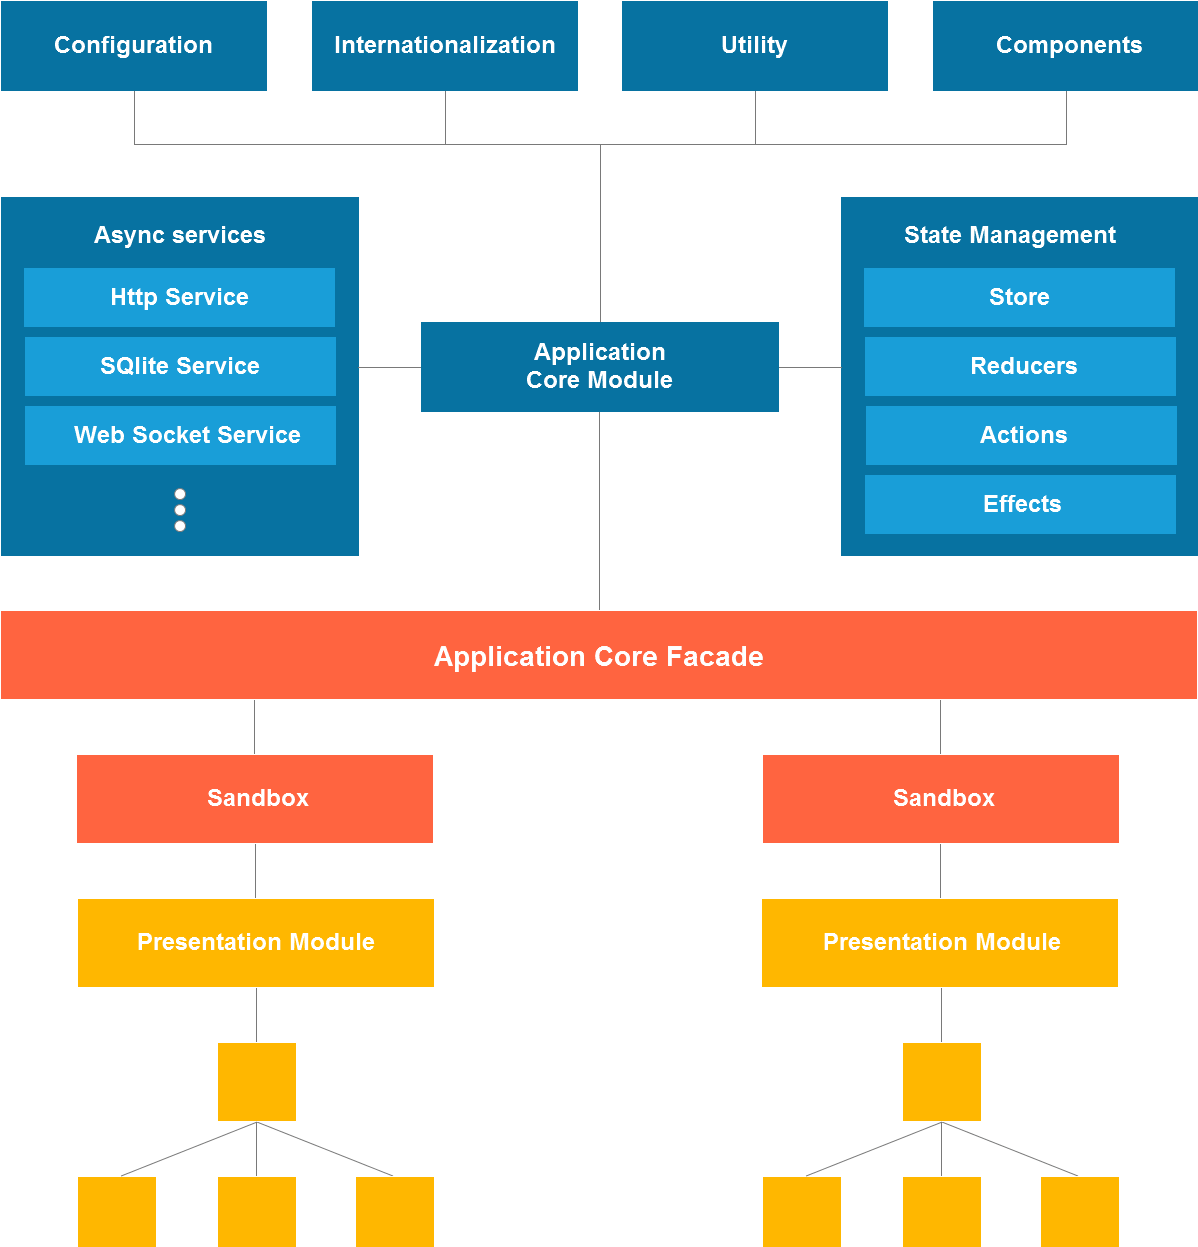 Configuration
Internationalization
Utility
Components
Async services
Http Service
SQlite Service
Web Socket Service
Application
Core Module
State Management
Store
Reducers
Actions
Effects
Application Core Facade
Sandbox
Sandbox
Presentation Module
Presentation Module